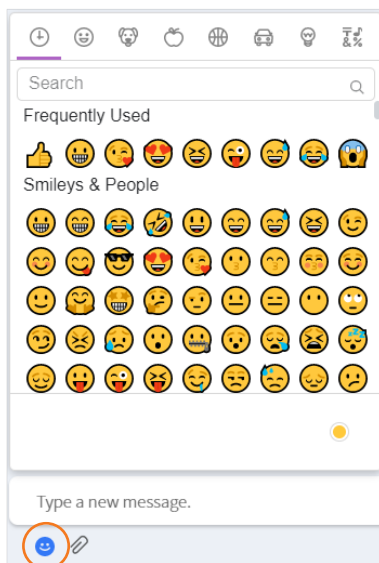 Search
Frequently Used
Smileys & People
Type a new message.